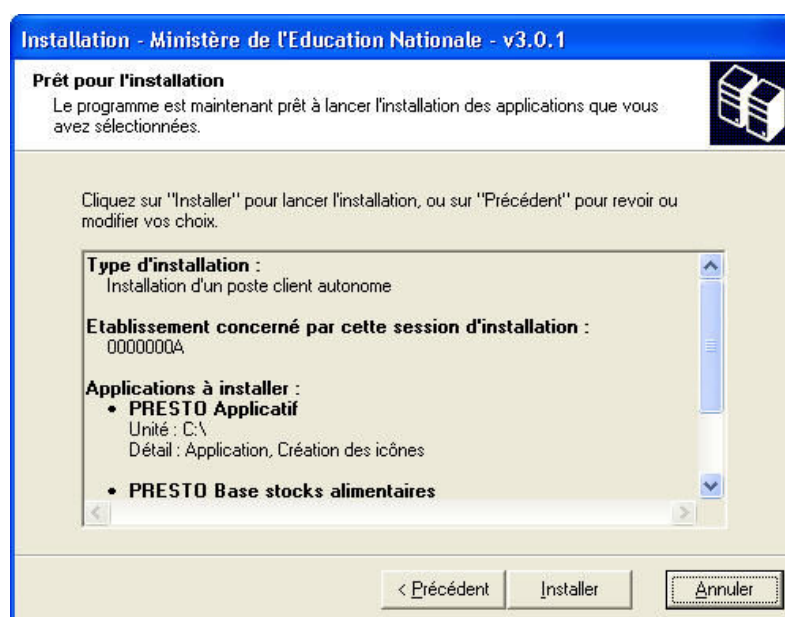 Installation - Ministère de l'Education Nationale - v3.0.1
Prêt pour l'installation
Le programme est maintenant prêt à lancer l'installation des applications que vous
avez sélectionnées.
Cliquez sur "Installer" pour lancer l'installation, ou sur "Précédent" pour revoir ou
modifier vos choix.
Type d'installation :
Installation d'un poste client autonome
Etablissement concerné par cette session d'installation :
0000000A
Applications à installer :
• PRESTO Applicatif
Unité : C:\
Détail : Application, Création des icônes
• PRESTO Base stocks alimentaires
< Précédent
Installer
Annuler